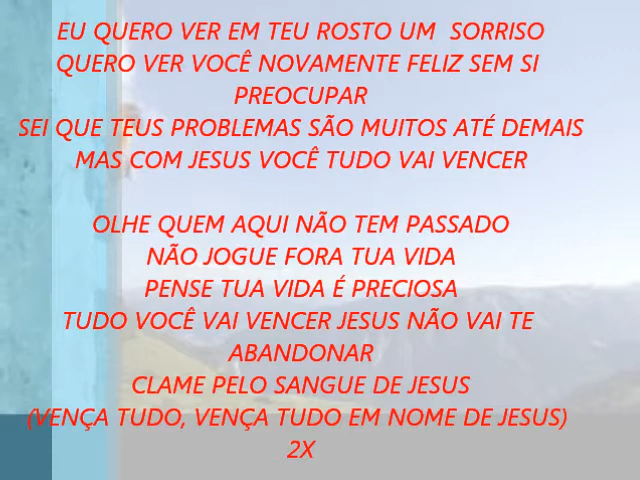 EU QUERO VER EM TEU ROSTO UM SORRISO
QUERO VER VOCÊ NOVAMENTE FELIZ SEM SI
PREOCUPAR
SEI QUE TEUS PROBLEMAS SÃO MUITOS ATÉ DEMAIS
MAS COM JESUS VOCÊ TUDO VAI VENCER
OLHE QUEM AQUI NÃO TEM PASSADO
NÃO JOGUE FORA TUA VIDA
PENSE TUA VIDA É PRECIOSA
TUDO VOCÊ VAI VENCER JESUS NÃO VAI TE
ABANDONAR
CLAME PELO SANGUE DE JESUS
(VENÇA TUDO, VENÇA TUDO EM NOME DE JESUS)
2X